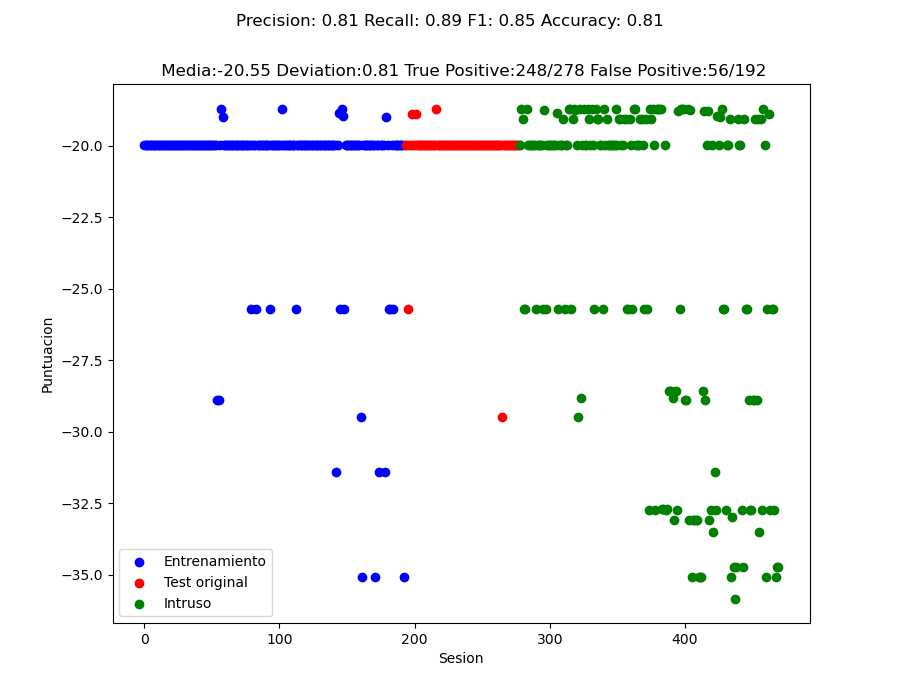 Precision: 0.81 Recall: 0.89 F1: 0.85 Accuracy: 0.81
Media:-20.55 Deviation:0.81 True Positive:248/278 False Positive:56/192
−20.0
−22.5
−25.0
−27.5
−30.0
−32.5
−35.0
Puntuacion
Entrenamiento
Test original
Intruso
0 100 200 300 400
Sesion